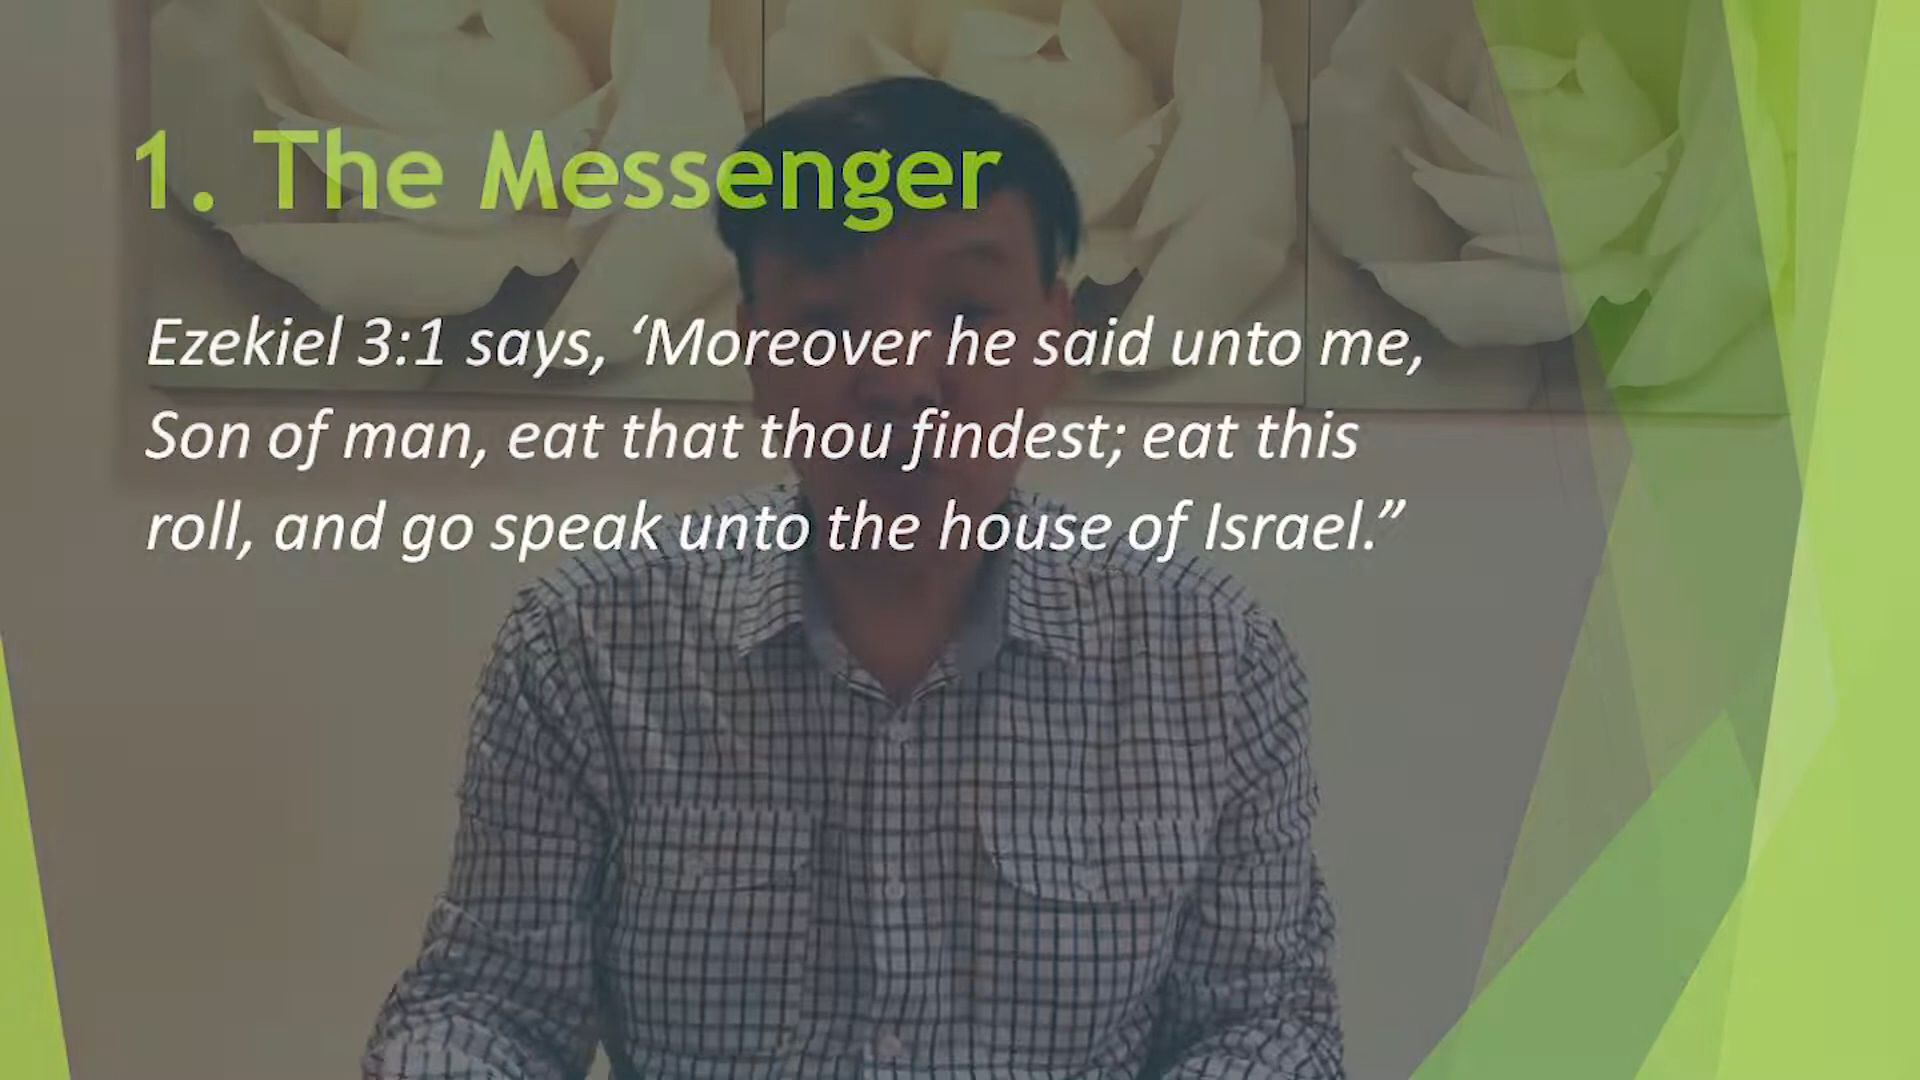 1. The Messenger
Ezekiel 3:1 says, ‘Moreover he said unto me,
Son of man, eat that thou findest; eat this
roll, and go speak unto the house of Israel.”